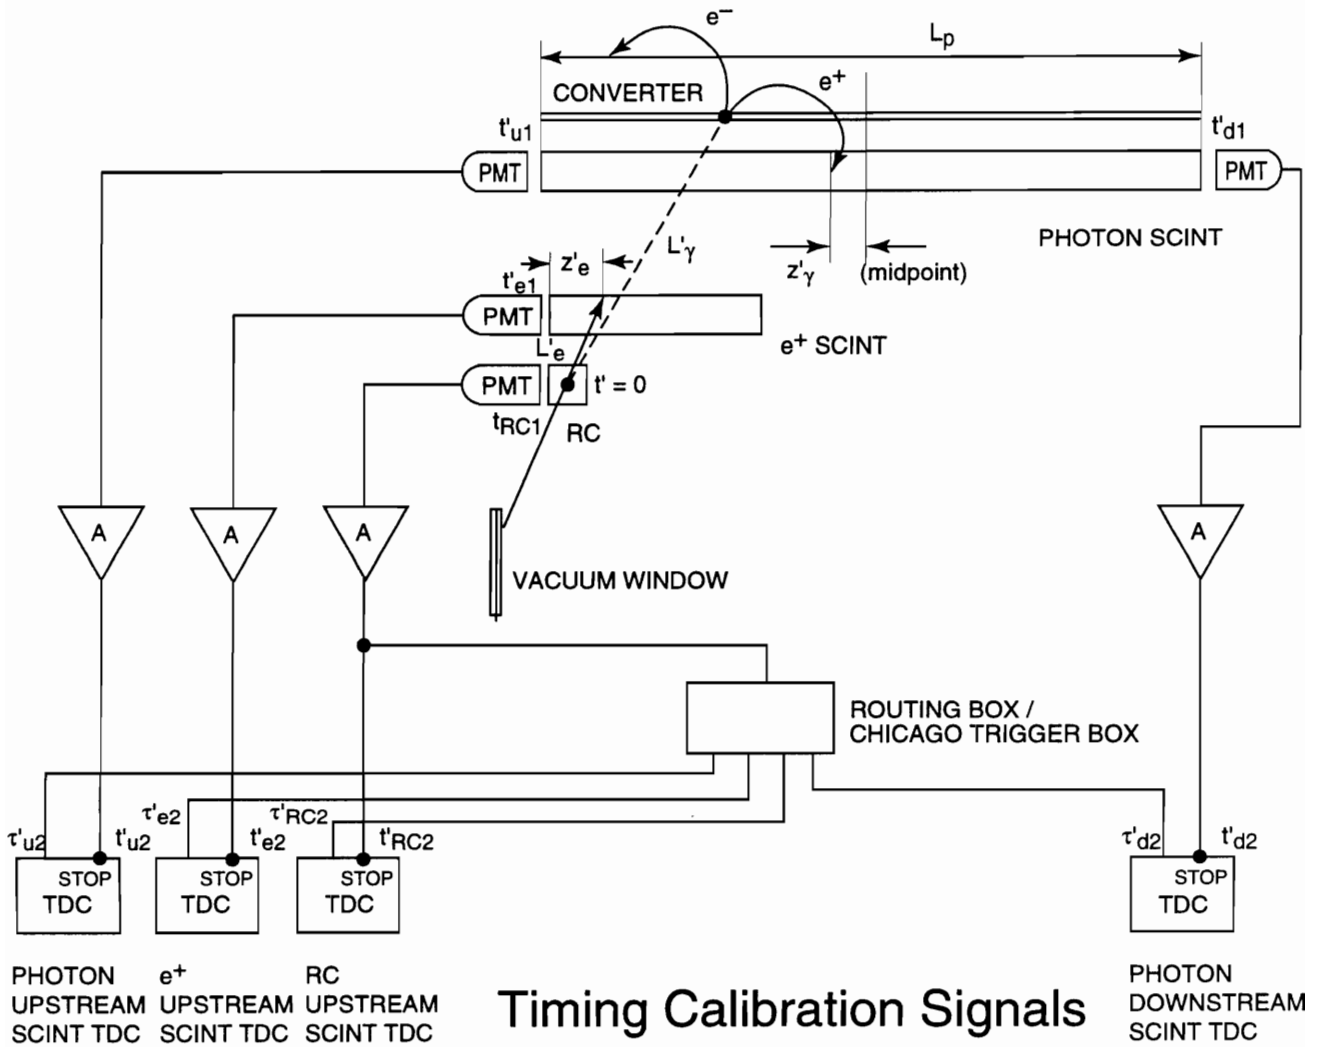 e⁻
Lp
CONVERTER
e⁺
t'u1
t'd1
PMT
PMT
PHOTON SCINT
L'γ
z'γ
(midpoint)
z'e
t'e1
PMT
e⁺ SCINT
L'e
PMT
t' = 0
tRC1
RC
A
A
A
A
VACUUM WINDOW
ROUTING BOX /
CHICAGO TRIGGER BOX
τ'u2
t'u2
τ'e2
t'e2
τ'RC2
t'RC2
τ'd2
t'd2
STOP
TDC
STOP
TDC
STOP
TDC
STOP
TDC
PHOTON
UPSTREAM
SCINT TDC
e⁺
UPSTREAM
SCINT TDC
RC
UPSTREAM
SCINT TDC
Timing Calibration Signals
PHOTON
DOWNSTREAM
SCINT TDC